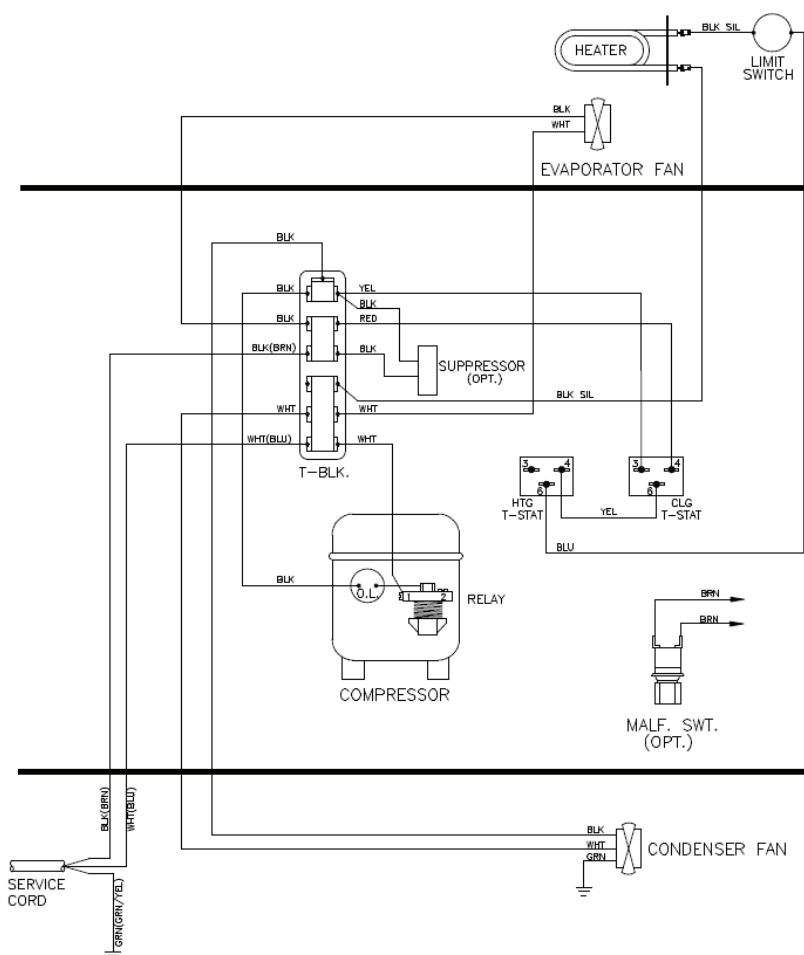 BLK SIL
HEATER
LIMIT
SWITCH
BLK
WHT
EVAPORATOR FAN
BLK
BLK
YEL
BLK
BLK
RED
BLK(BRN)
BLK
SUPPRESSOR
(OPT.)
BLK SIL
WHT
WHT
WHT(BLU)
WHT
T-BLK.
3
4
6
HTG
T-STAT
3
4
6
CLG
T-STAT
YEL
BLU
BLK
O.L.
1
2
RELAY
COMPRESSOR
BRN
BRN
MALF. SWT.
(OPT.)
BLK(BRN)
WHT(BLU)
BLK
WHT
GRN
CONDENSER FAN
SERVICE
CORD
GRN(GRN/YEL)